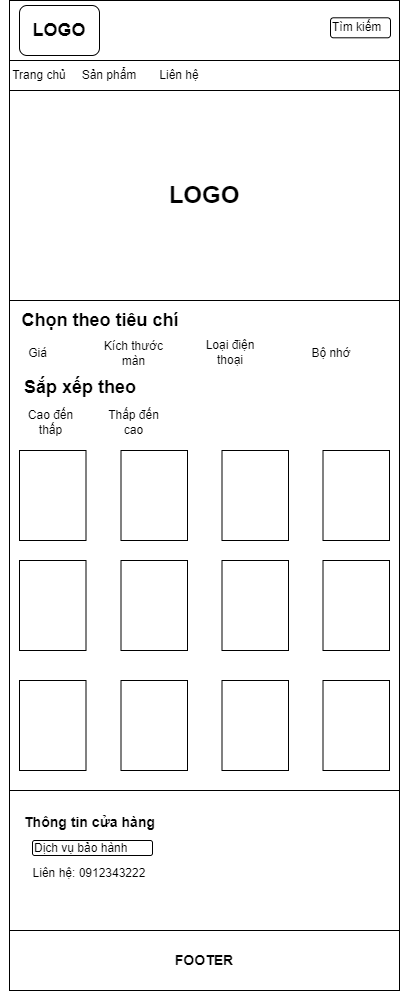 LOGO
Tìm kiếm
Trang chủ
Sản phẩm
Liên hệ
LOGO
Chọn theo tiêu chí
Giá
Kích thước
màn
Loại điện
thoại
Bộ nhớ
Sắp xếp theo
Cao đến
thấp
Thấp đến
cao
Thông tin cửa hàng
Dịch vụ bảo hành
Liên hệ: 0912343222
FOOTER